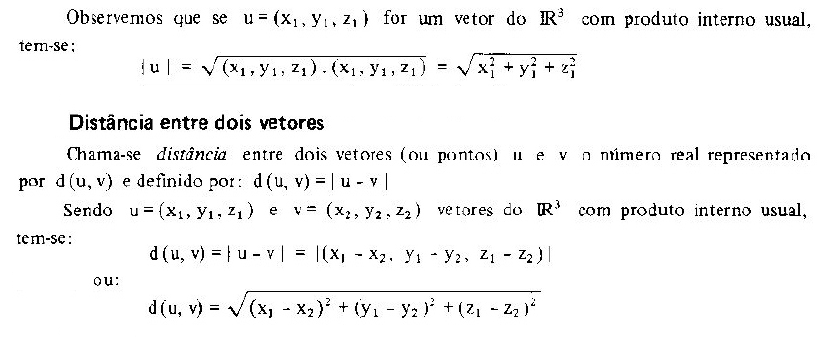 Observemos que se u = (x₁, y₁, z₁) for um vetor do ℝ³ com produto interno usual,
tem-se:
|u| = √(x₁, y₁, z₁) . (x₁, y₁, z₁) = √x₁² + y₁² + z₁²
Distância entre dois vetores
Chama-se distância entre dois vetores (ou pontos) u e v o número real representado
por d(u, v) e definido por: d(u, v) = |u - v|
Sendo u = (x₁, y₁, z₁) e v = (x₂, y₂, z₂) vetores do ℝ³ com produto interno usual,
tem-se:
d(u, v) = |u - v| = |(x₁ - x₂, y₁ - y₂, z₁ - z₂)|
ou:
d(u, v) = √(x₁ - x₂)² + (y₁ - y₂)² + (z₁ - z₂)²